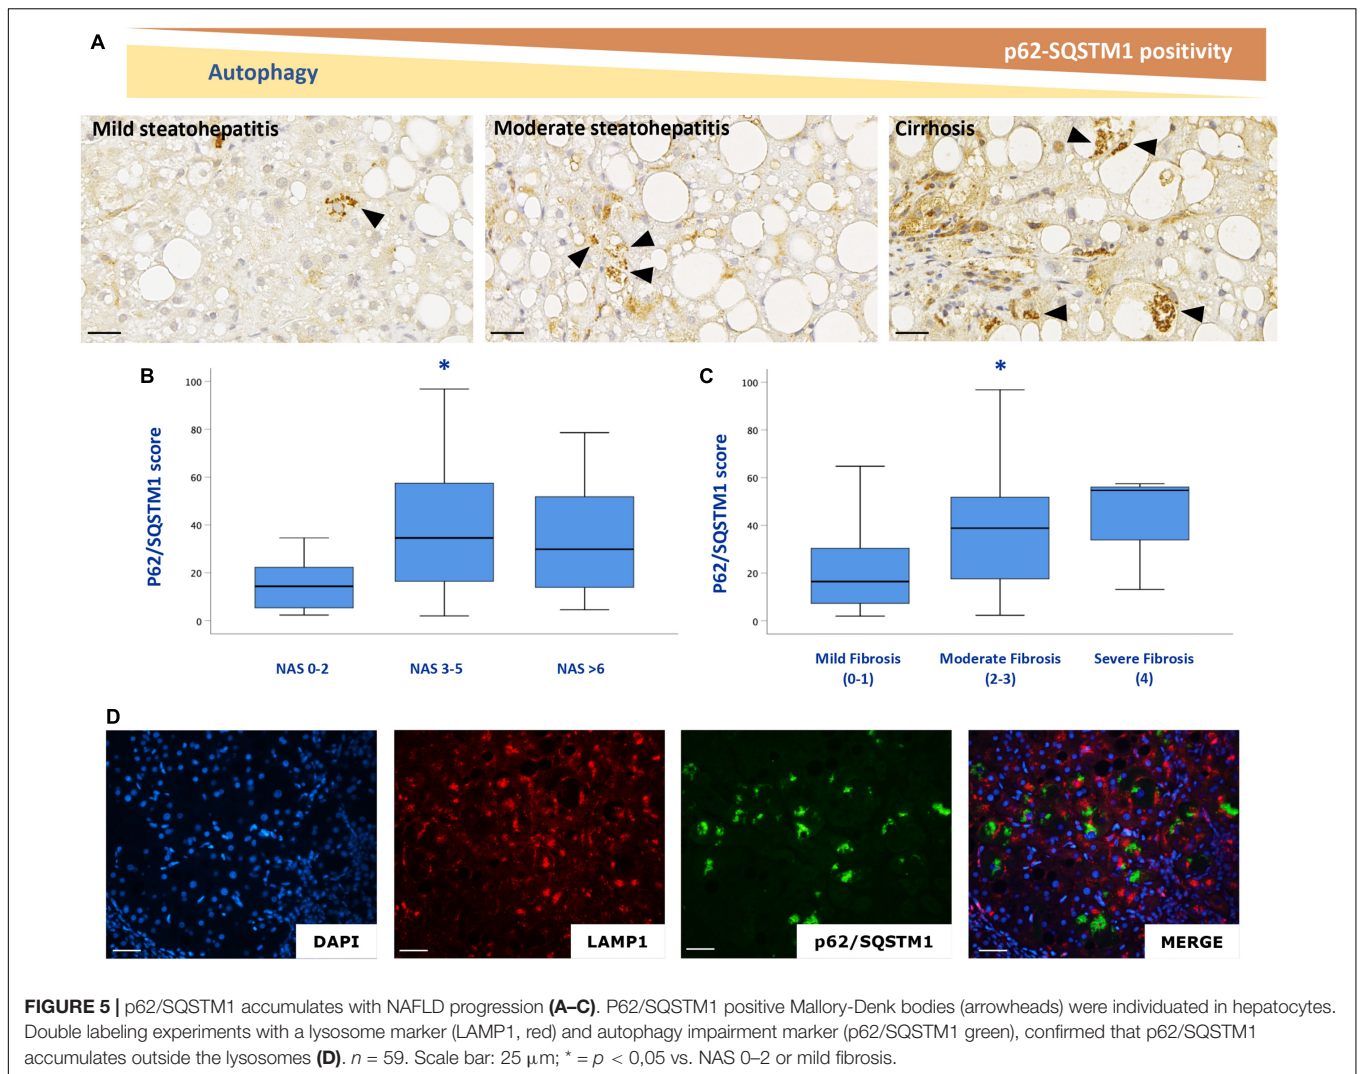 A
p62-SQSTM1 positivity
Autophagy
Mild steatohepatitis
Moderate steatohepatitis
Cirrhosis
B
*
P62/SQSTM1 score
100
80
60
40
20
0
NAS 0-2
NAS 3-5
NAS >6
C
*
P62/SQSTM1 score
100
80
60
40
20
0
Mild Fibrosis
(0-1)
Moderate Fibrosis
(2-3)
Severe Fibrosis
(4)
D
DAPI
LAMP1
p62/SQSTM1
MERGE
FIGURE 5 | p62/SQSTM1 accumulates with NAFLD progression (A–C). P62/SQSTM1 positive Mallory-Denk bodies (arrowheads) were individuated in hepatocytes.
Double labeling experiments with a lysosome marker (LAMP1, red) and autophagy impairment marker (p62/SQSTM1 green), confirmed that p62/SQSTM1
accumulates outside the lysosomes (D). n = 59. Scale bar: 25 μm; * = p < 0,05 vs. NAS 0–2 or mild fibrosis.